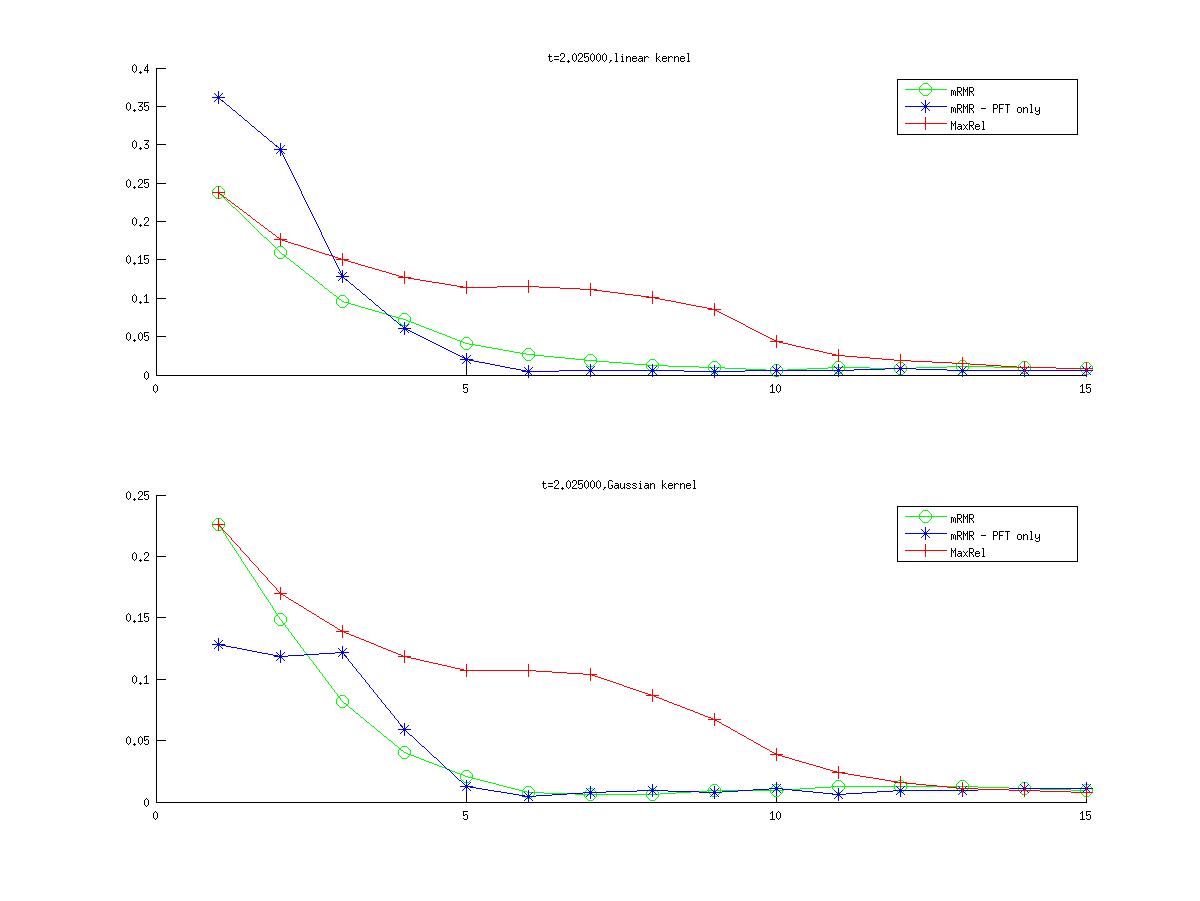 t=2.025000,linear kernel
0.4
0.35
0.3
0.25
0.2
0.15
0.1
0.05
0
0 5 10 15
mRMR
mRMR - PFT only
MaxRel
t=2.025000,Gaussian kernel
0.25
0.2
0.15
0.1
0.05
0
0 5 10 15
mRMR
mRMR - PFT only
MaxRel